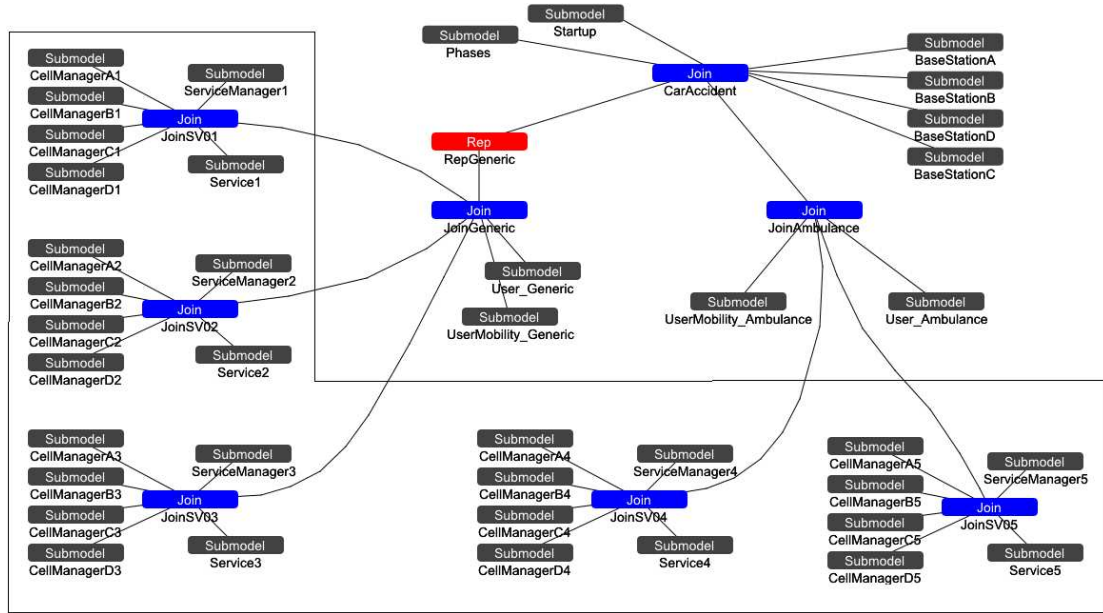 Submodel
Startup
Submodel
Phases
Join
CarAccident
Submodel
BaseStationA
Submodel
BaseStationB
Submodel
BaseStationD
Submodel
BaseStationC
Rep
RepGeneric
Join
JoinGeneric
Submodel
User_Generic
Submodel
UserMobility_Generic
Join
JoinAmbulance
Submodel
UserMobility_Ambulance
Submodel
User_Ambulance
Submodel
CellManagerA1
Submodel
CellManagerB1
Submodel
CellManagerC1
Submodel
CellManagerD1
Submodel
ServiceManager1
Join
JoinSV01
Submodel
Service1
Submodel
CellManagerA2
Submodel
CellManagerB2
Submodel
CellManagerC2
Submodel
CellManagerD2
Submodel
ServiceManager2
Join
JoinSV02
Submodel
Service2
Submodel
CellManagerA3
Submodel
CellManagerB3
Submodel
CellManagerC3
Submodel
CellManagerD3
Submodel
ServiceManager3
Join
JoinSV03
Submodel
Service3
Submodel
CellManagerA4
Submodel
CellManagerB4
Submodel
CellManagerC4
Submodel
CellManagerD4
Submodel
ServiceManager4
Join
JoinSV04
Submodel
Service4
Submodel
CellManagerA5
Submodel
CellManagerB5
Submodel
CellManagerC5
Submodel
CellManagerD5
Submodel
ServiceManager5
Join
JoinSV05
Submodel
Service5